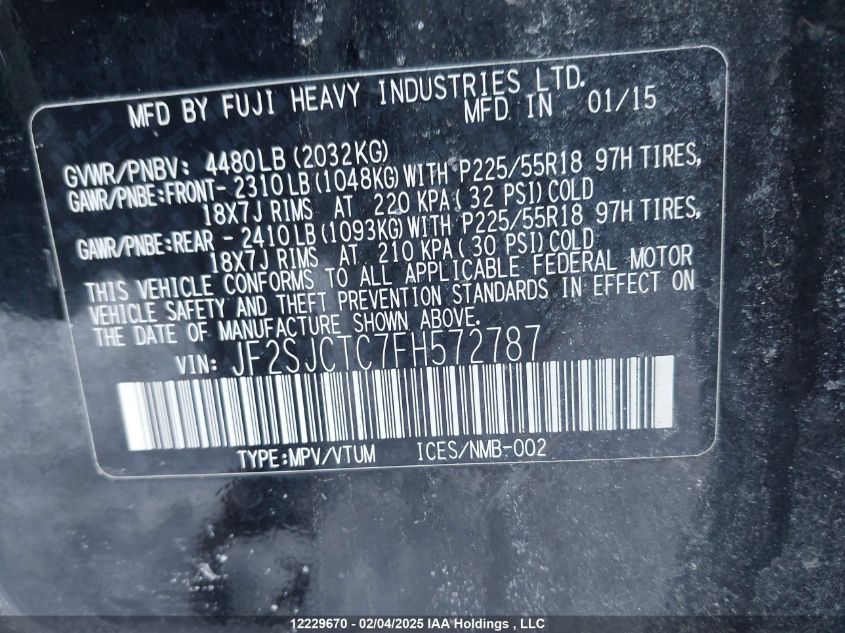 MFD BY FUJI HEAVY INDUSTRIES LTD.
MFD IN 01/15
GVWR/PNBV: 4480LB (2032KG)
GAWR/PNBE:FRONT- 2310LB (1048KG) WITH P225/55R18 97H TIRES,
18X7J RIMS AT 220 KPA( 32 PSI) COLD
GAWR/PNBE:REAR - 2410LB (1093KG) WITH P225/55R18 97H TIRES,
18X7J RIMS AT 210 KPA( 30 PSI) COLD
THIS VEHICLE CONFORMS TO ALL APPLICABLE FEDERAL MOTOR
VEHICLE SAFETY AND THEFT PREVENTION STANDARDS IN EFFECT ON
THE DATE OF MANUFACTURE SHOWN ABOVE.
VIN: JF2SJCTC7FH572787
TYPE:MPV/VTUM ICES/NMB-002
12229670 - 02/04/2025 IAA Holdings , LLC